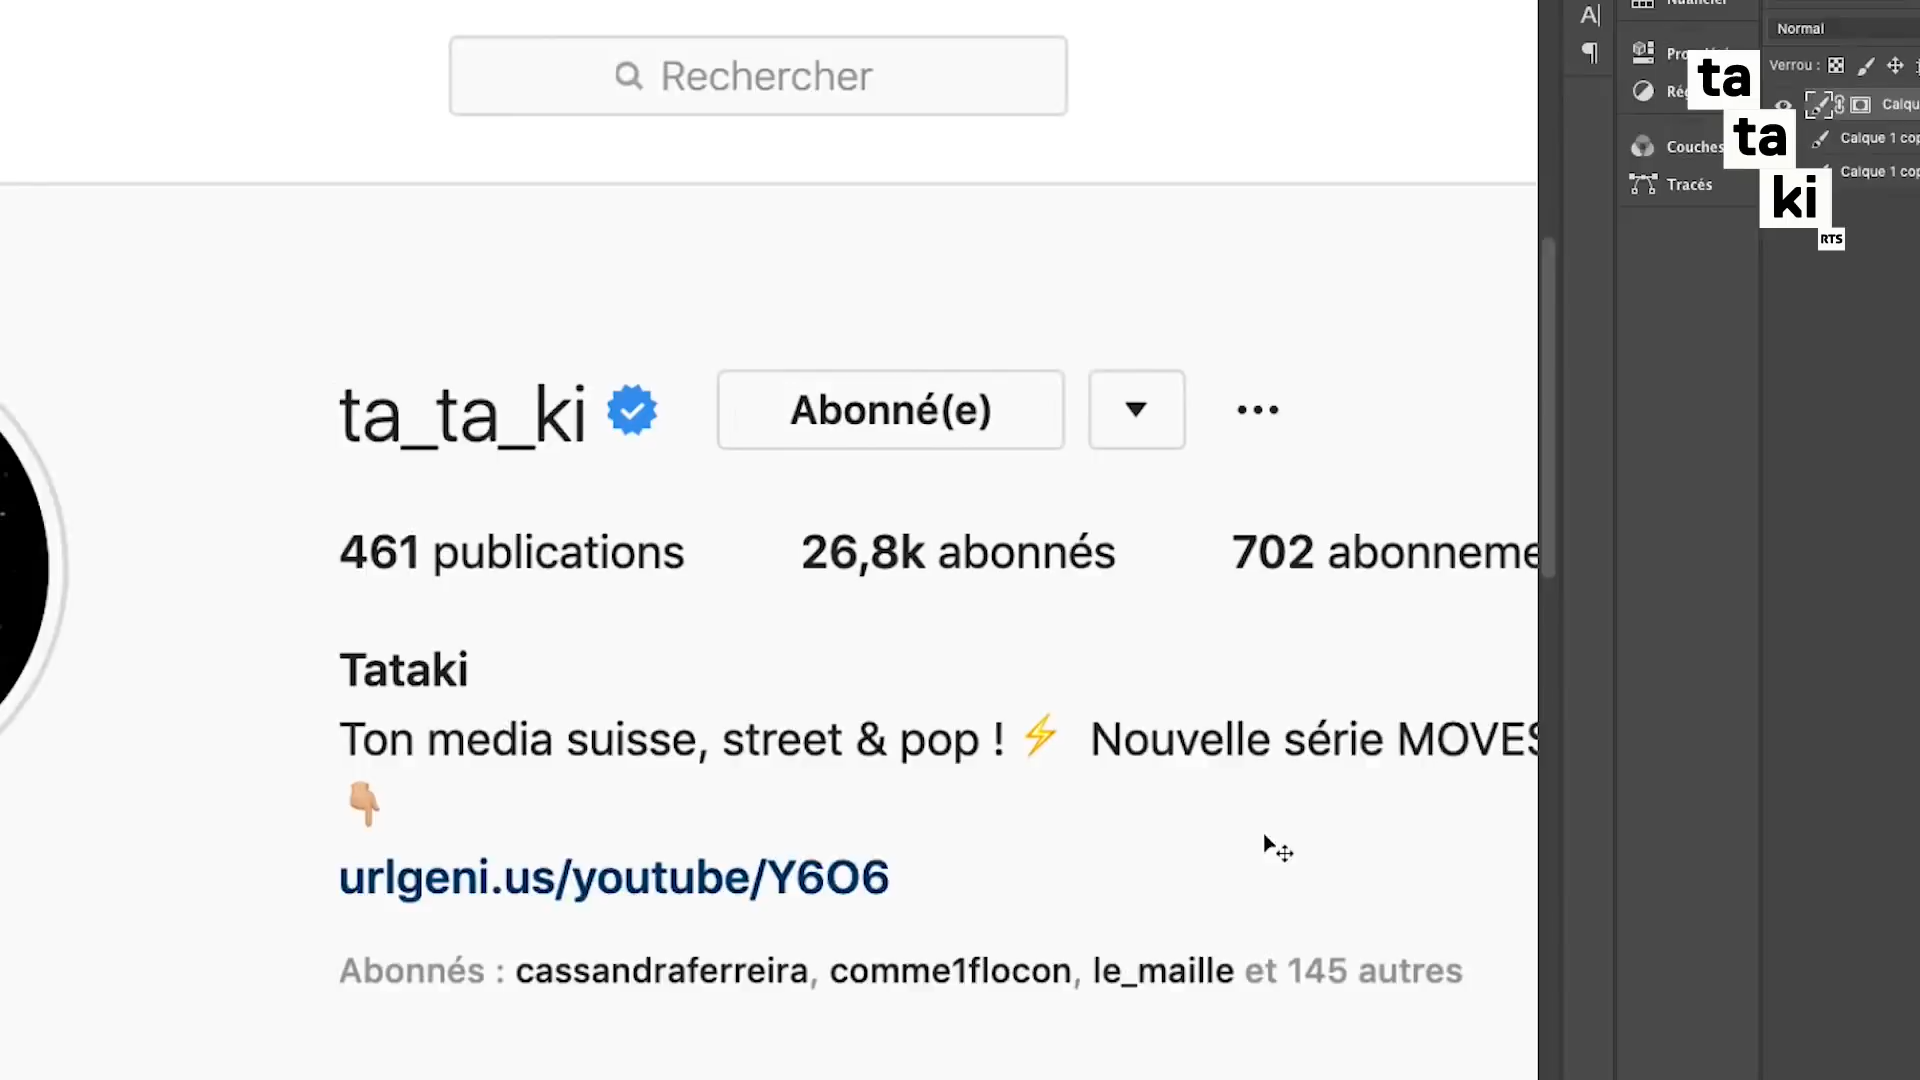 Rechercher
ta_ta_ki
Abonné(e)
461 publications
26,8k abonnés
702 abonneme
Tataki
Ton media suisse, street & pop ! ⚡ Nouvelle série MOVES
👇🏼
urlgeni.us/youtube/Y6O6
Abonnés : cassandraferreira, comme1flocon, le_maille et 145 autres
A|
¶
Nuancier
Couches
Tracés
Normal
Verrou :
Calqu
Calque 1 cop
Calque 1 cop
ta
ta
ki
RTS